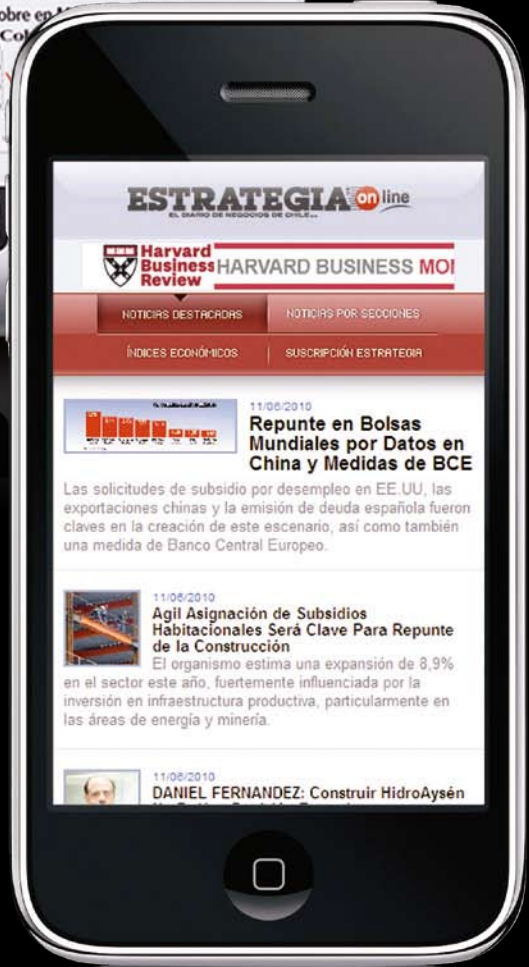 obre en
Col
ESTRATEGIA on line
EL DIARIO DE NEGOCIOS DE CHILE
Harvard
Business
Review
HARVARD BUSINESS
NOTICIAS DESTACADAS
NOTICIAS POR SECCIONES
ÍNDICES ECONÓMICOS
SUSCRIPCIÓN ESTRATEGIA
11/06/2010
Repunte en Bolsas
Mundiales por Datos en
China y Medidas de BCE
Las solicitudes de subsidio por desempleo en EE.UU, las
exportaciones chinas y la emisión de deuda española fueron
claves en la creación de este escenario, así como también
una medida de Banco Central Europeo.
11/06/2010
Agil Asignación de Subsidios
Habitacionales Será Clave Para Repunte
de la Construcción
El organismo estima una expansión de 8,9%
en el sector este año, fuertemente influenciada por la
inversión en infraestructura productiva, particularmente en
las áreas de energía y minería.
11/06/2010
DANIEL FERNANDEZ: Construir HidroAysén